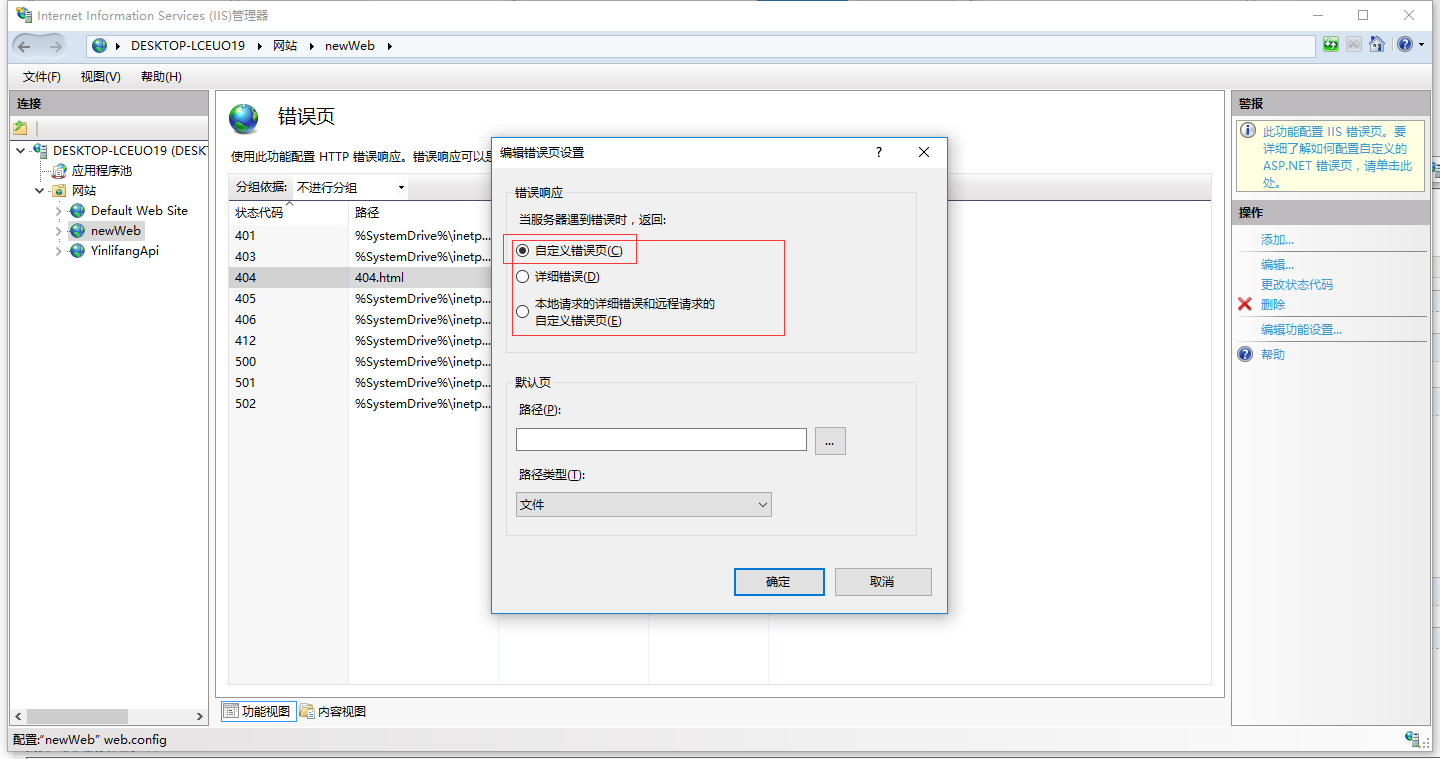 Internet Information Services (IIS)管理器
DESKTOP-LCEUO19 网站 newWeb
文件(F) 视图(V) 帮助(H)
连接
DESKTOP-LCEUO19 (DESKT
应用程序池
网站
Default Web Site
newWeb
YinlifangApi
错误页
使用此功能配置 HTTP 错误响应。错误响应可以是
分组依据: 不进行分组
状态代码 路径
401 %SystemDrive%\inetp...
403 %SystemDrive%\inetp...
404 404.html
405 %SystemDrive%\inetp...
406 %SystemDrive%\inetp...
412 %SystemDrive%\inetp...
500 %SystemDrive%\inetp...
501 %SystemDrive%\inetp...
502 %SystemDrive%\inetp...
编辑错误页设置 ?
错误响应
当服务器遇到错误时，返回:
自定义错误页(C)
详细错误(D)
本地请求的详细错误和远程请求的
自定义错误页(E)
默认页
路径(P):
...
路径类型(T):
文件
确定 取消
警报
此功能配置 IIS 错误页。要
详细了解如何配置自定义的
ASP.NET 错误页，请单击此
处。
操作
添加...
编辑...
更改状态代码
删除
编辑功能设置...
帮助
功能视图 内容视图
配置:“newWeb” web.config